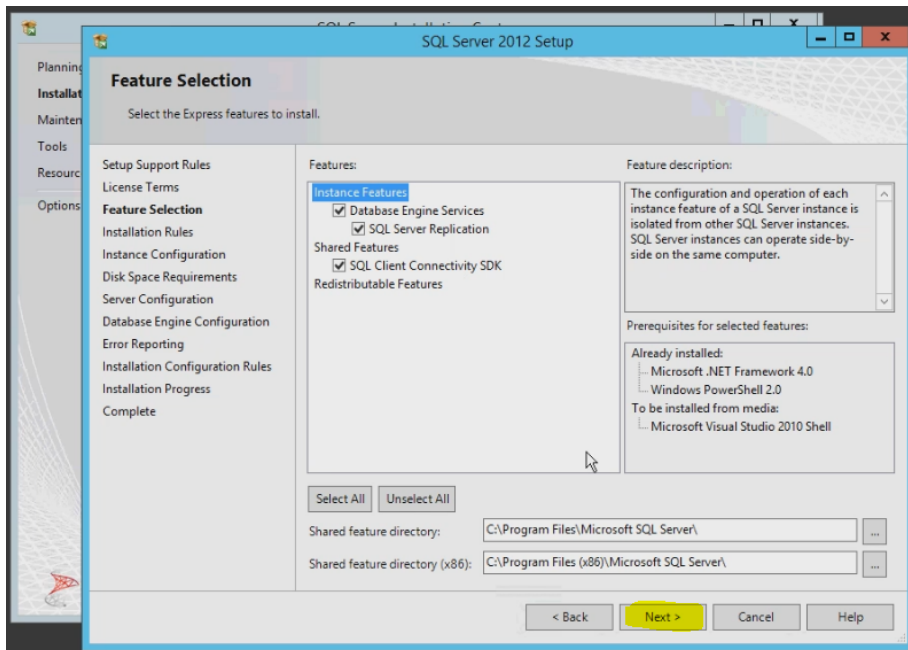 SQL Server 2012 Setup
Planning
Installat
Mainten
Tools
Resourc
Options
Feature Selection
Select the Express features to install.
Setup Support Rules
License Terms
Feature Selection
Installation Rules
Instance Configuration
Disk Space Requirements
Server Configuration
Database Engine Configuration
Error Reporting
Installation Configuration Rules
Installation Progress
Complete
Features:
Instance Features
Database Engine Services
SQL Server Replication
Shared Features
SQL Client Connectivity SDK
Redistributable Features
Feature description:
The configuration and operation of each
instance feature of a SQL Server instance is
isolated from other SQL Server instances.
SQL Server instances can operate side-by-
side on the same computer.
Prerequisites for selected features:
Already installed:
Microsoft .NET Framework 4.0
Windows PowerShell 2.0
To be installed from media:
Microsoft Visual Studio 2010 Shell
Select All
Unselect All
Shared feature directory:
C:\Program Files\Microsoft SQL Server\
...
Shared feature directory (x86):
C:\Program Files (x86)\Microsoft SQL Server\
...
< Back
Next >
Cancel
Help